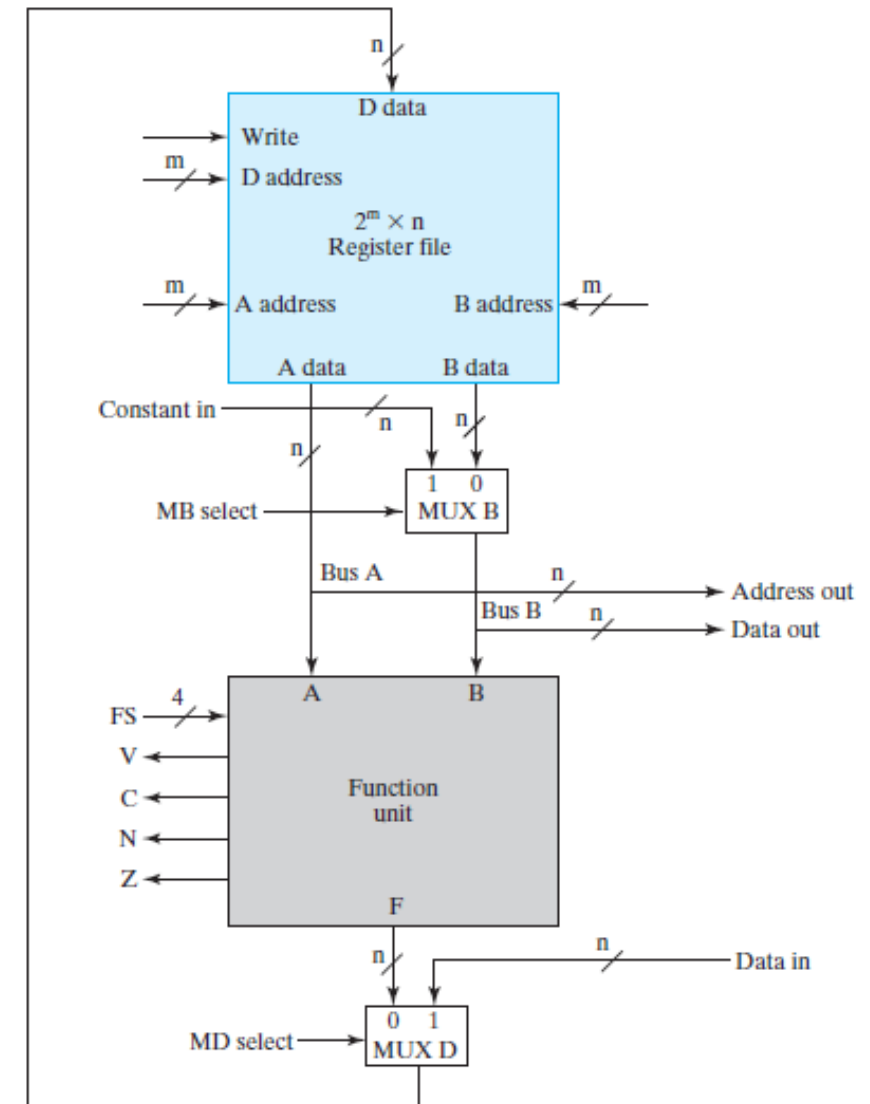 n
D data
Write
m
D address
2ᵐ × n
Register file
m
A address
B address
m
A data
B data
Constant in
n
n
n
1 0
MUX B
MB select
Bus A
n
Address out
Bus B
n
Data out
A
B
FS
4
V
C
N
Z
Function
unit
F
n
n
Data in
0 1
MUX D
MD select